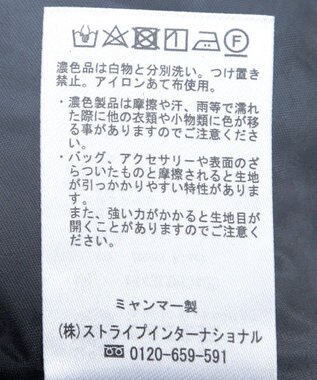 濃色品は白物と分別洗い。つけ置き
禁止。アイロンあて布使用。
・濃色製品は摩擦や汗、雨等で濡れ
た際に他の衣類や小物類に色が移
る事がありますのでご注意くださ
い。
・バッグ、アクセサリーや表面のざ
らついたものと摩擦されると生地
が引っかかりやすい特性がありま
す。
また、強い力がかかると生地目が
開くことがありますのでご注意く
ださい。
ミャンマー製
(株)ストライプインターナショナル
0120-659-591